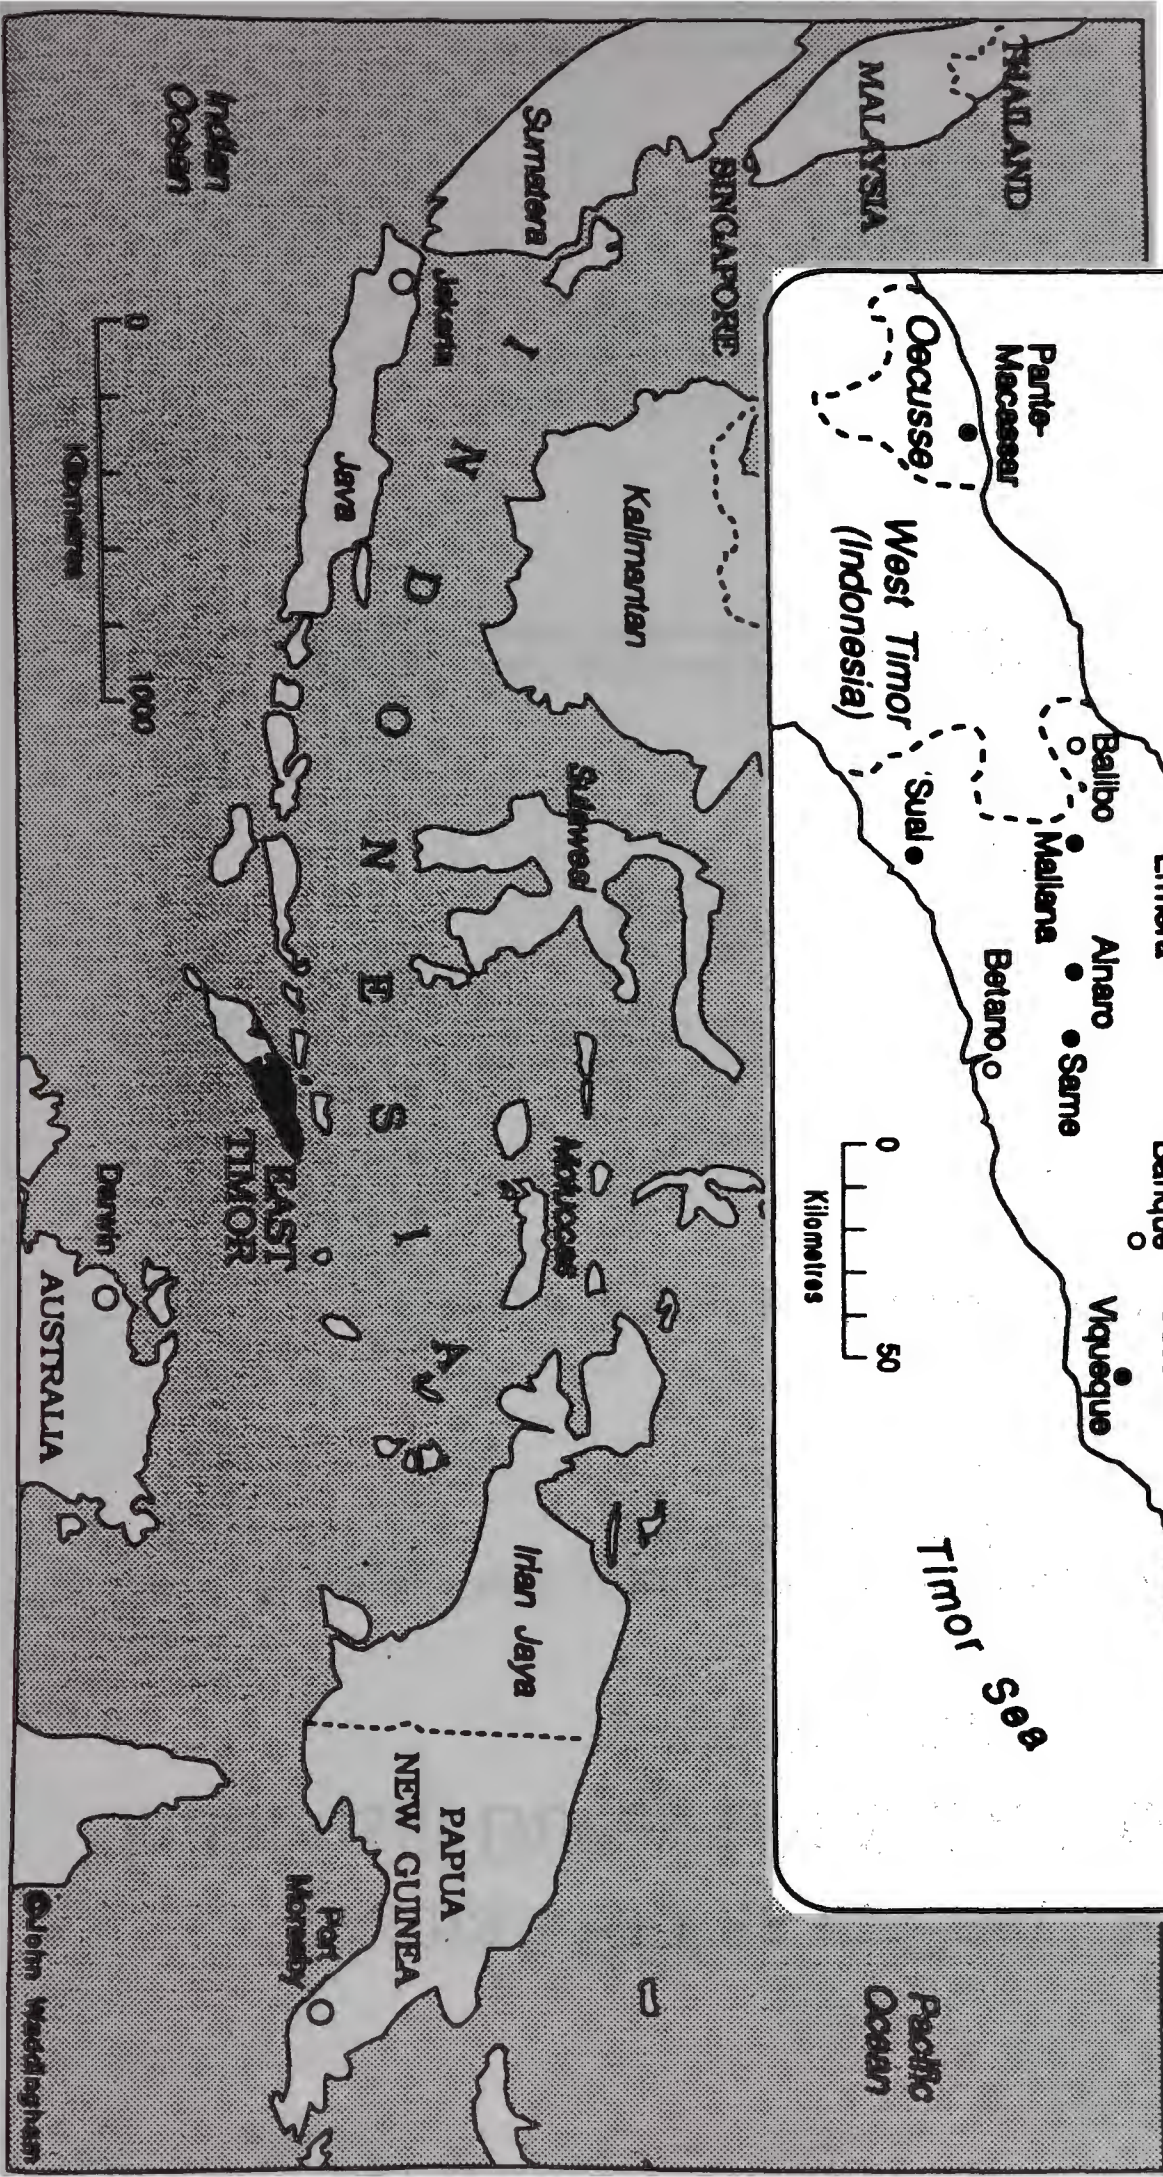 THAILAND
MALAYSIA
SINGAPORE
Sumatera
Indian
Ocean
Jakarta
Java
0
1000
Kilometres
I N D O N E S I A
Kalimantan
Sulawesi
Moluccas
EAST
TIMOR
Darwin
AUSTRALIA
Irian Jaya
PAPUA
NEW GUINEA
Port
Moresby
Pacific
Ocean
©John Waddingham
Pante-
Macassar
Oecusse
West Timor
(Indonesia)
Balibo
Maliana
Suai
Ainaro
Same
Betano
Viqueque
0
50
Kilometres
Timor Sea